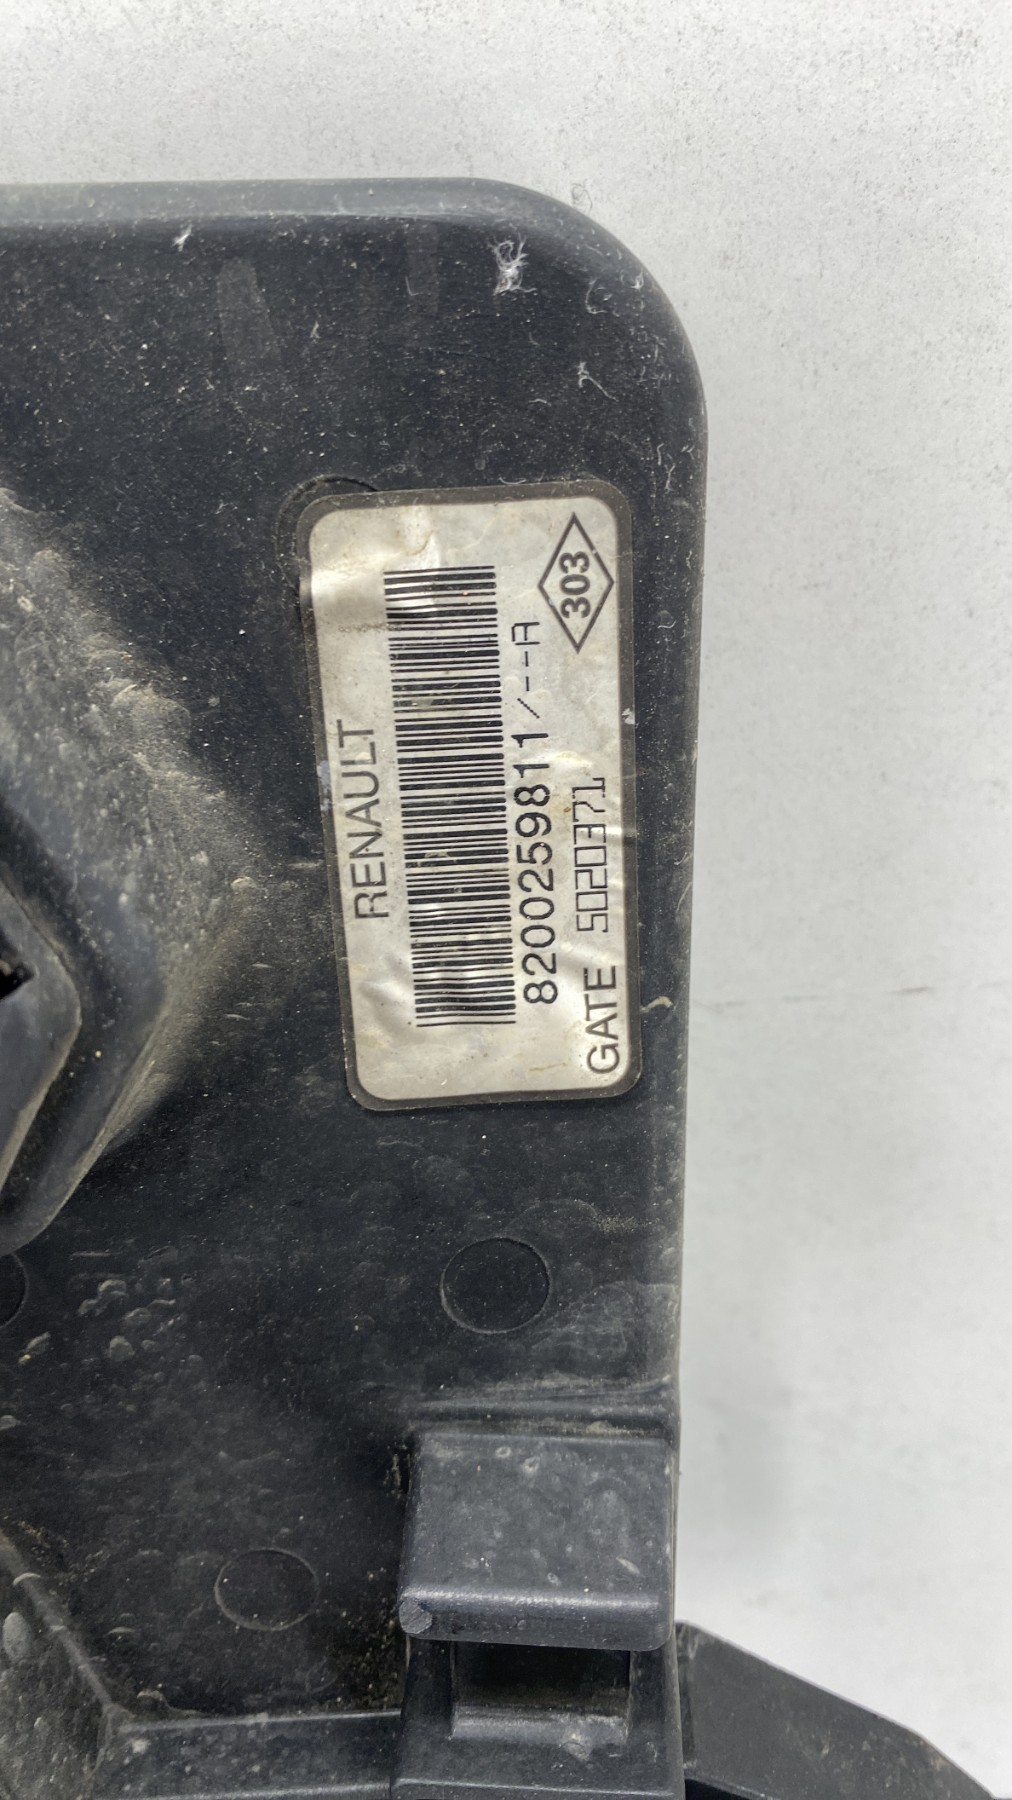 RENAULT
8200259811/--A
GATE 5020371
303